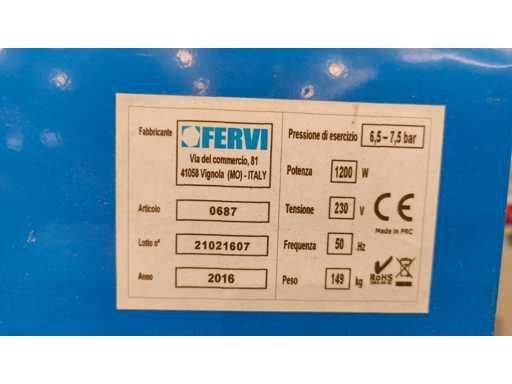 Fabbricante
FERVI
Via del commercio, 81
41058 Vignola (MO) - ITALY
Articolo 0687
Lotto n° 21021607
Anno 2016
Pressione di esercizio 6,5 – 7,5 bar
Potenza 1200 W
Tensione 230 V
Frequenza 50 Hz
Peso 149 kg
CE
Made in PRC
RoHS